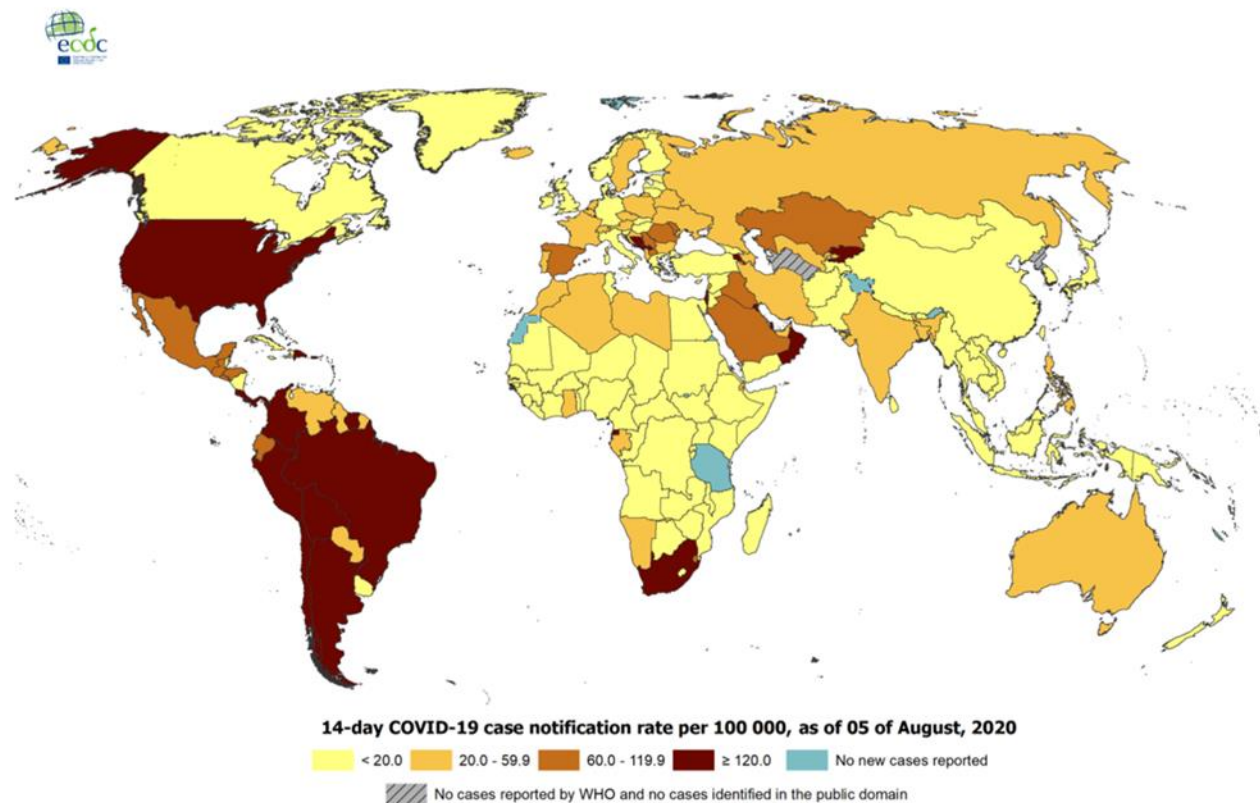 ecdc
14-day COVID-19 case notification rate per 100 000, as of 05 of August, 2020
< 20.0 20.0 - 59.9 60.0 - 119.9 ≥ 120.0 No new cases reported
No cases reported by WHO and no cases identified in the public domain